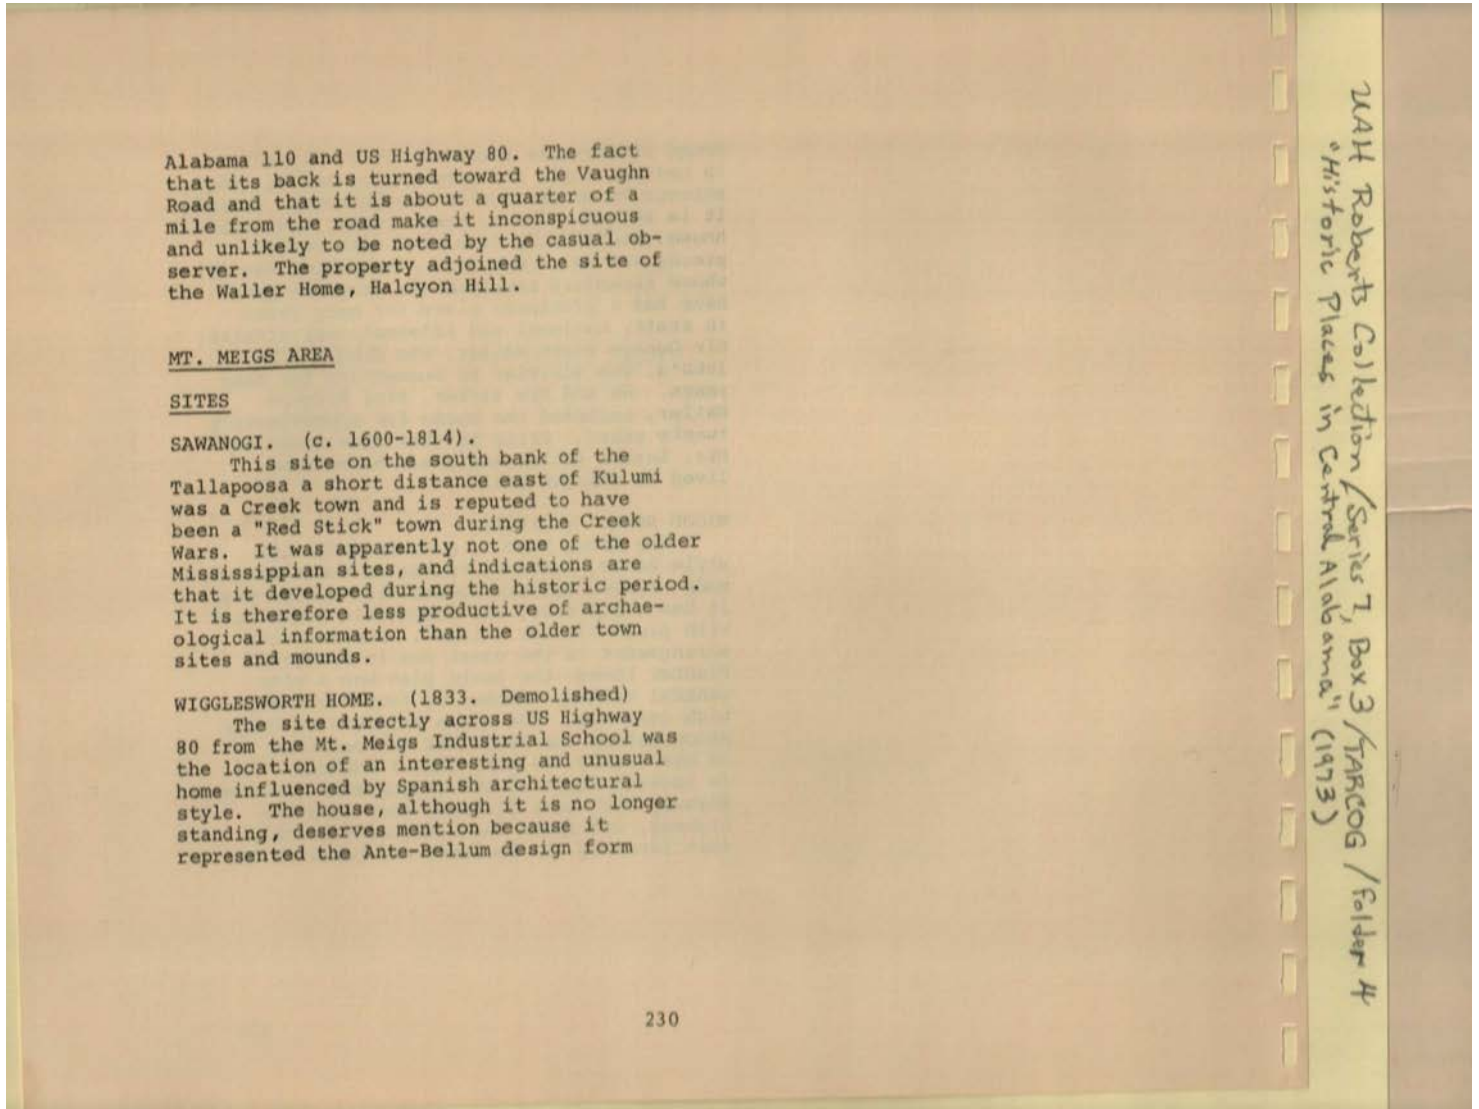 Alabama 110 and US Highway 80. The fact
that its back is turned toward the Vaughn
Road and that it is about a quarter of a
mile from the road make it inconspicuous
and unlikely to be noted by the casual ob-
server. The property adjoined the site of
the Waller Home, Halcyon Hill.
MT. MEIGS AREA
SITES
SAWANOGI. (c. 1600-1814).
This site on the south bank of the
Tallapoosa a short distance east of Kulumi
was a Creek town and is reputed to have
been a "Red Stick" town during the Creek
Wars. It was apparently not one of the older
Mississippian sites, and indications are
that it developed during the historic period.
It is therefore less productive of archae-
ological information than the older town
sites and mounds.
WIGGLESWORTH HOME. (1833. Demolished)
The site directly across US Highway
80 from the Mt. Meigs Industrial School was
the location of an interesting and unusual
home influenced by Spanish architectural
style. The house, although it is no longer
standing, deserves mention because it
represented the Ante-Bellum design form
230
UAH Roberts Collection/Series 7, Box 3/TARCOG/folder 4
"Historic Places in Central Alabama" (1973)